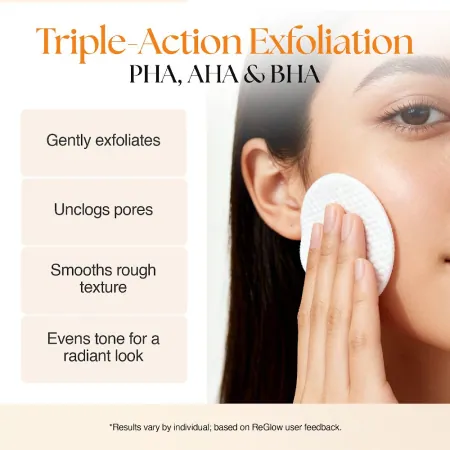 Triple-Action Exfoliation
PHA, AHA & BHA
Gently exfoliates
Unclogs pores
Smooths rough
texture
Evens tone for a
radiant look
*Results vary by individual; based on ReGlow user feedback.